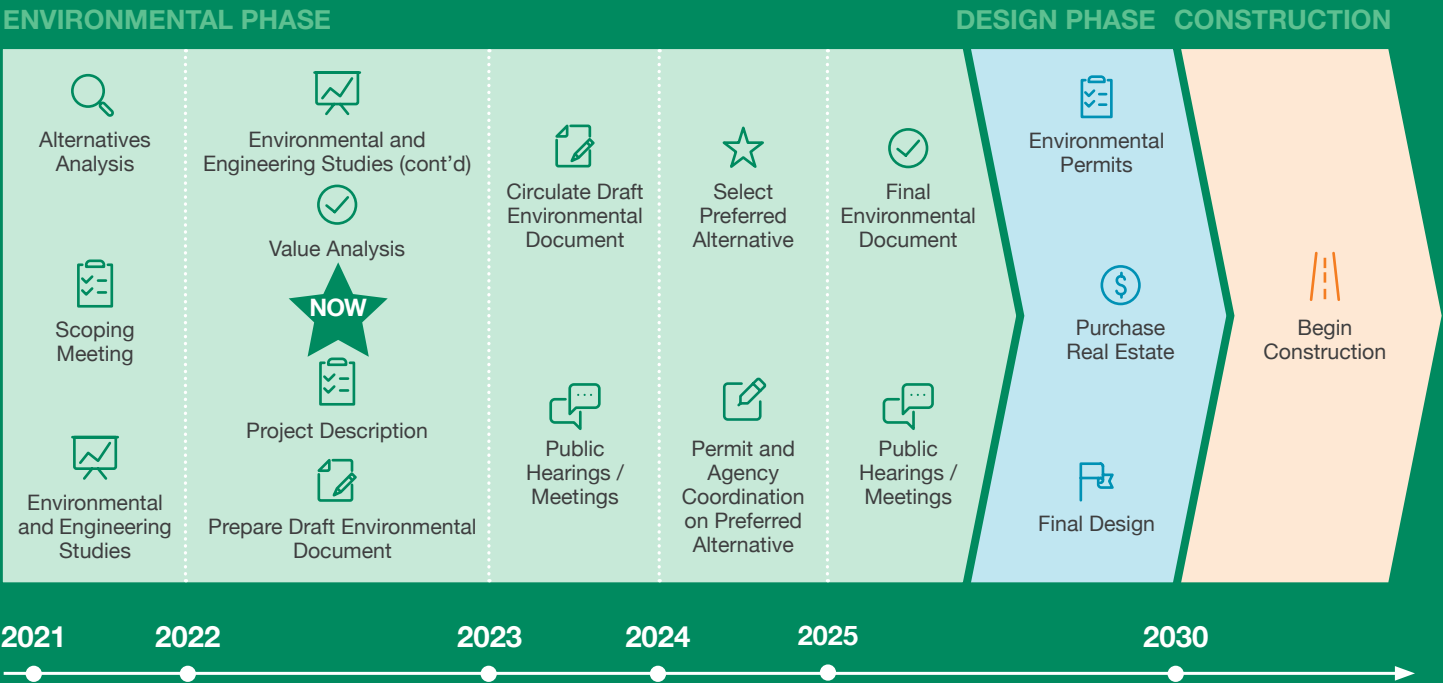 ENVIRONMENTAL PHASE
DESIGN PHASE
CONSTRUCTION
Alternatives
Analysis
Scoping
Meeting
Environmental
and Engineering
Studies
Environmental and
Engineering Studies (cont'd)
Value Analysis
NOW
Project Description
Prepare Draft Environmental
Document
Circulate Draft
Environmental
Document
Public
Hearings /
Meetings
Select
Preferred
Alternative
Permit and
Agency
Coordination
on Preferred
Alternative
Final
Environmental
Document
Public
Hearings /
Meetings
Environmental
Permits
$
Purchase
Real Estate
Final Design
Begin
Construction
2021
2022
2023
2024
2025
2030